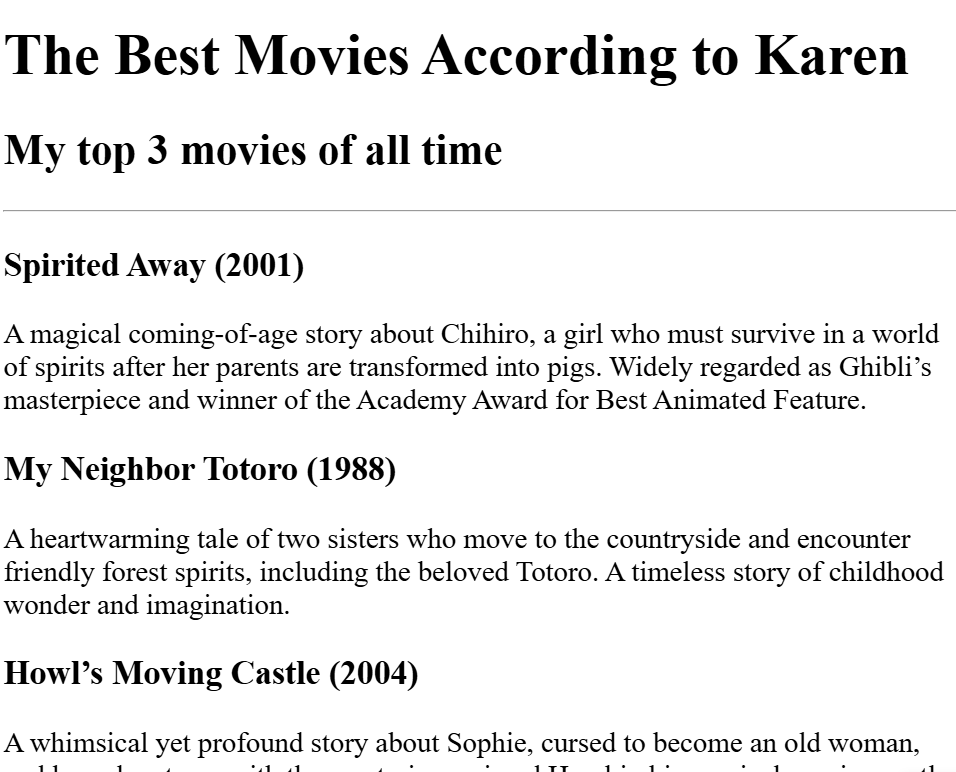 The Best Movies According to Karen
My top 3 movies of all time
Spirited Away (2001)
A magical coming-of-age story about Chihiro, a girl who must survive in a world
of spirits after her parents are transformed into pigs. Widely regarded as Ghibli’s
masterpiece and winner of the Academy Award for Best Animated Feature.
My Neighbor Totoro (1988)
A heartwarming tale of two sisters who move to the countryside and encounter
friendly forest spirits, including the beloved Totoro. A timeless story of childhood
wonder and imagination.
Howl’s Moving Castle (2004)
A whimsical yet profound story about Sophie, cursed to become an old woman,